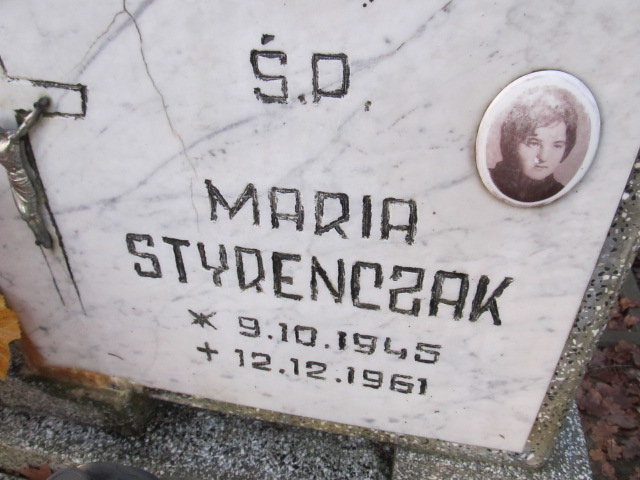 Ś.P.
MARIA
STYRENCZAK
* 9.10.1945
+ 12.12.1961